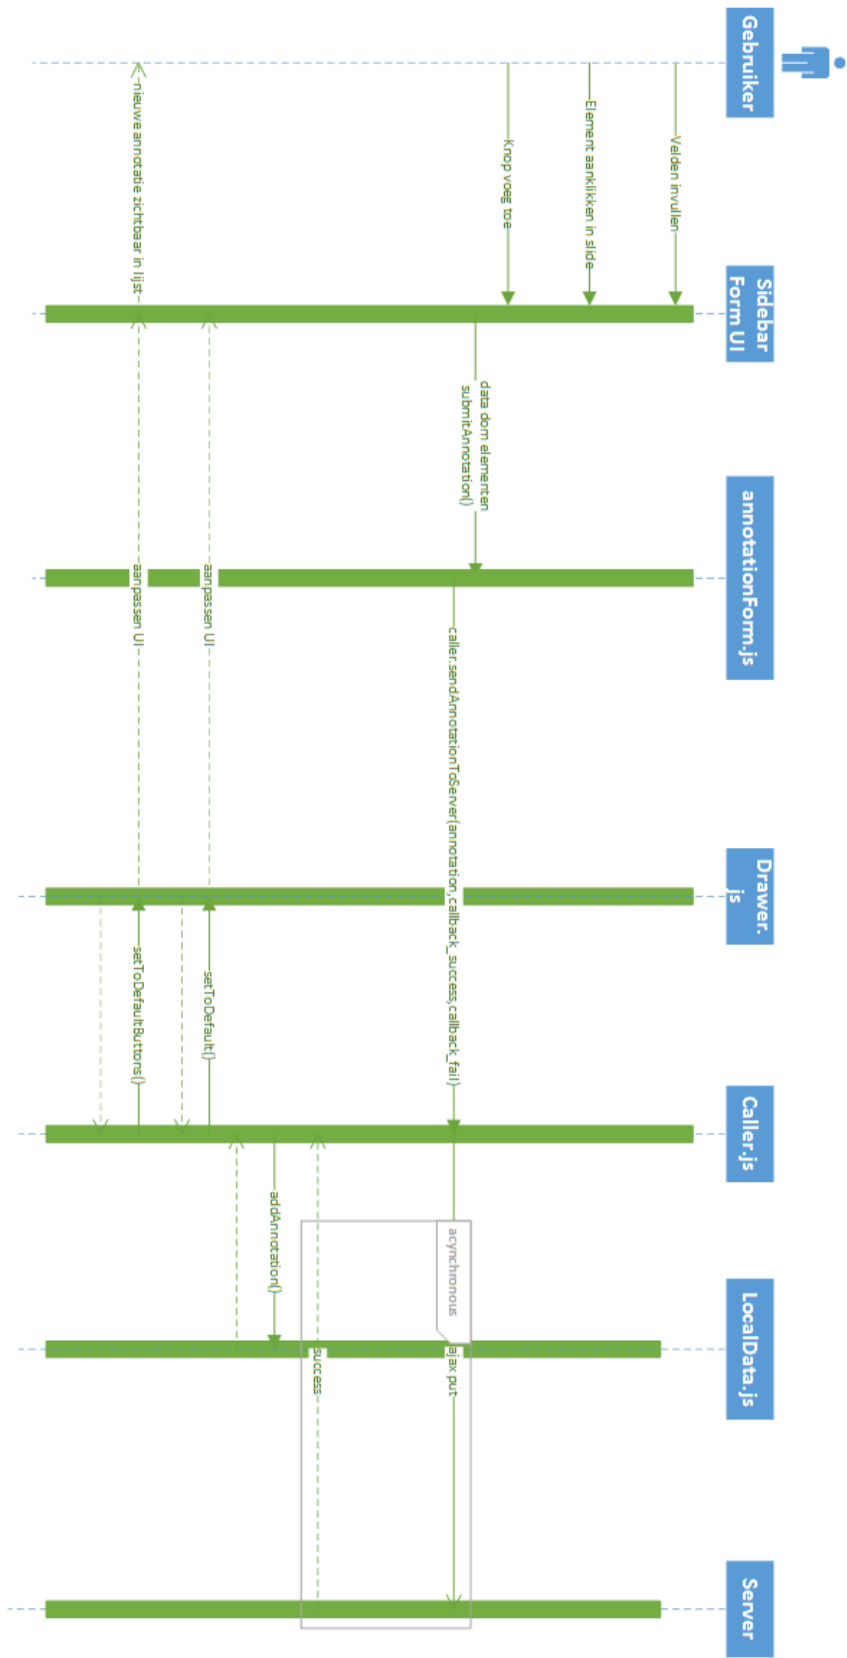 Gebruiker
Sidebar
Form UI
annotationForm.js
Drawer.
js
Caller.js
LocalData.js
Server
Velden invullen
Element aanklikken in slide
Knop voeg toe
data dom elementen
submitAnnotation()
caller.sendAnnotationToServer(annotation,callback_success,callback_fail)
acynchronous
ajax put
success
addAnnotation()
setToDefault()
aanpassen UI
setToDefaultButtons()
aanpassen UI
nieuwe annotatie zichtbaar in lijst